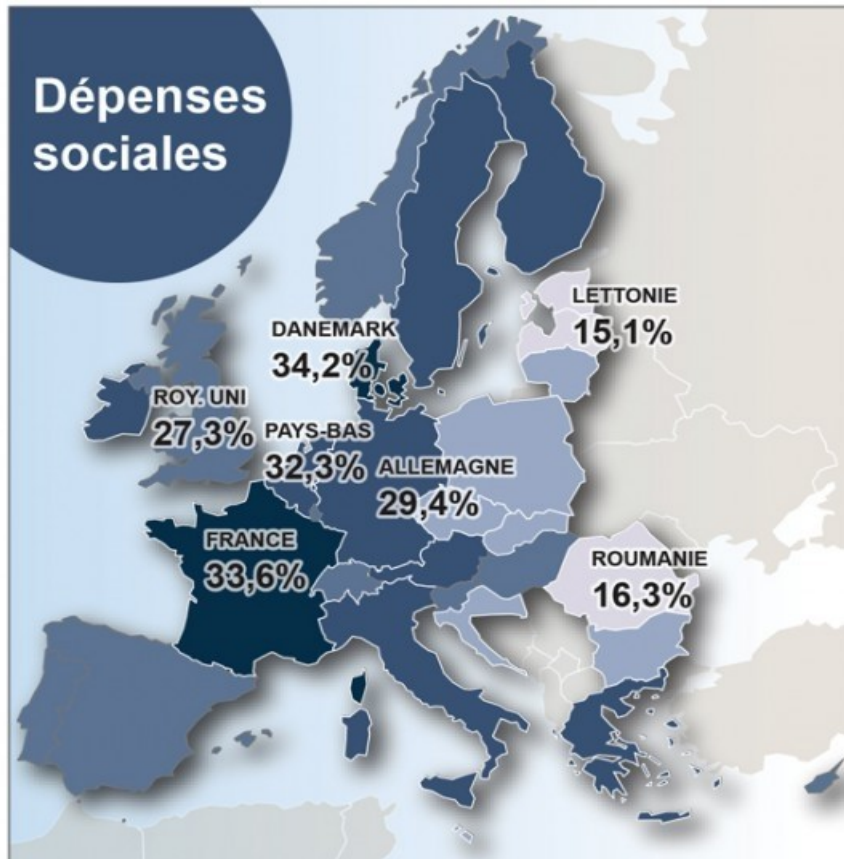 Dépenses
sociales
LETTONIE
15,1%
DANEMARK
34,2%
ROY. UNI
27,3%
PAYS-BAS
32,3%
ALLEMAGNE
29,4%
FRANCE
33,6%
ROUMANIE
16,3%